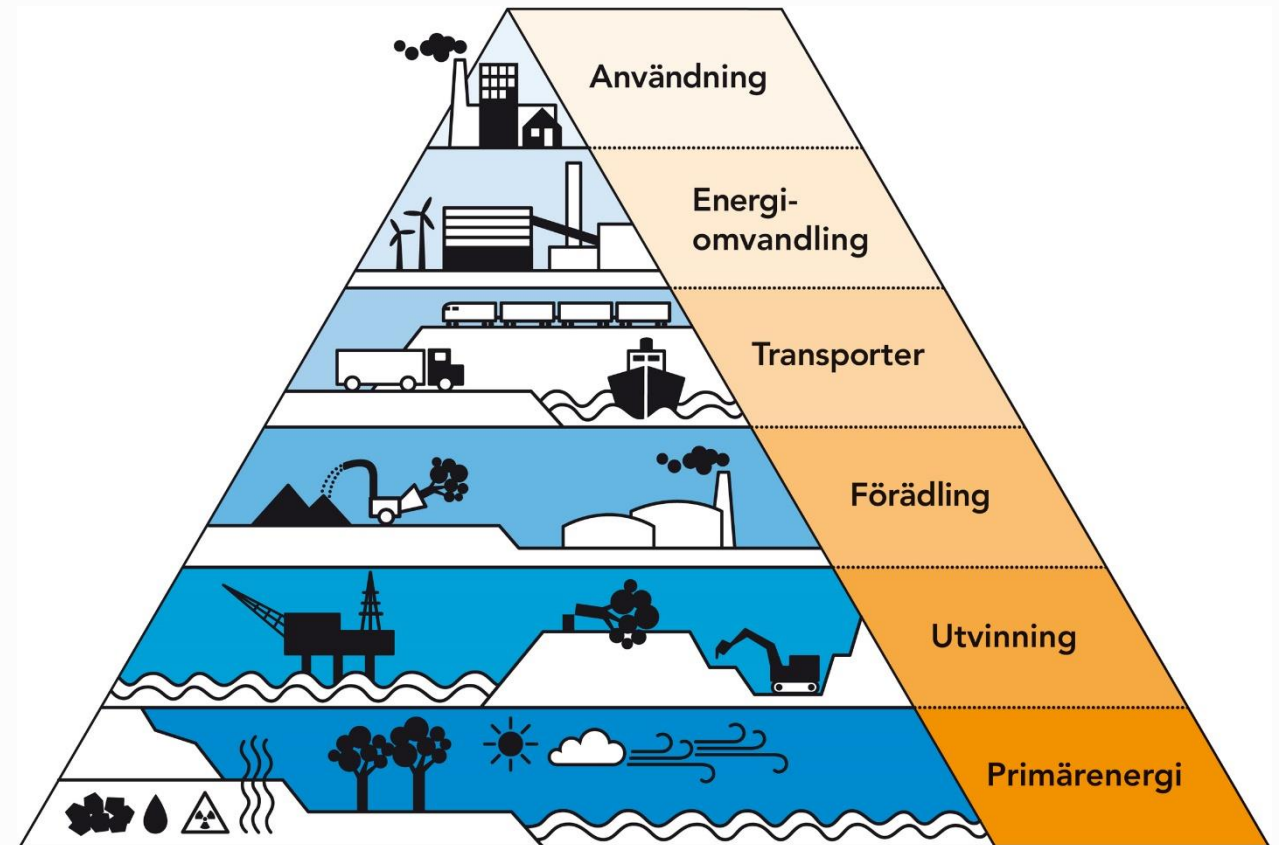 Användning
Energi-
omvandling
Transporter
Förädling
Utvinning
Primärenergi